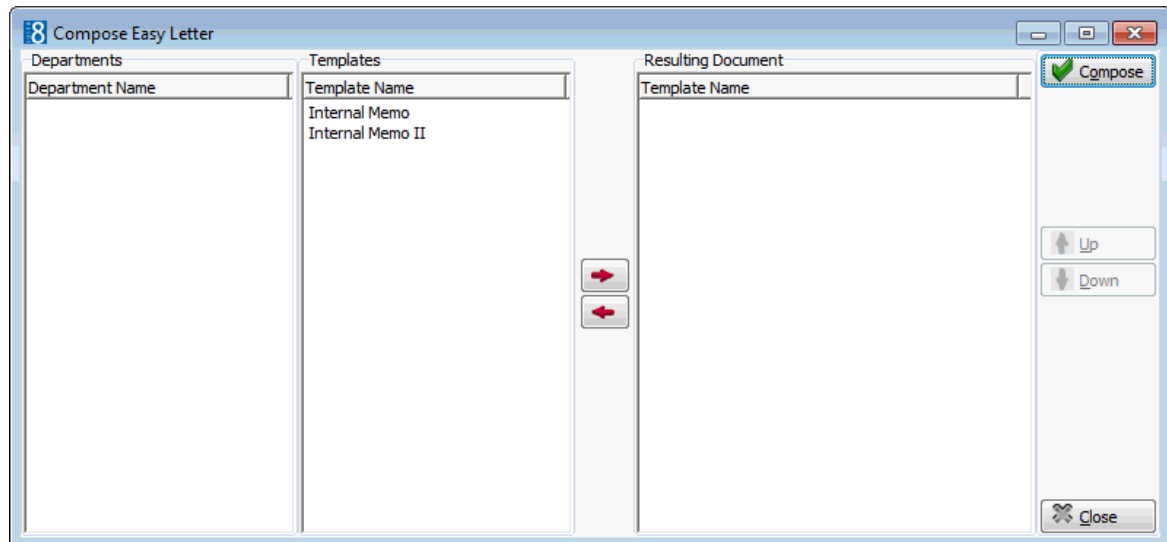 8 Compose Easy Letter
Departments
Department Name
Templates
Template Name
Internal Memo
Internal Memo II
Resulting Document
Template Name
Compose
Up
Down
Close